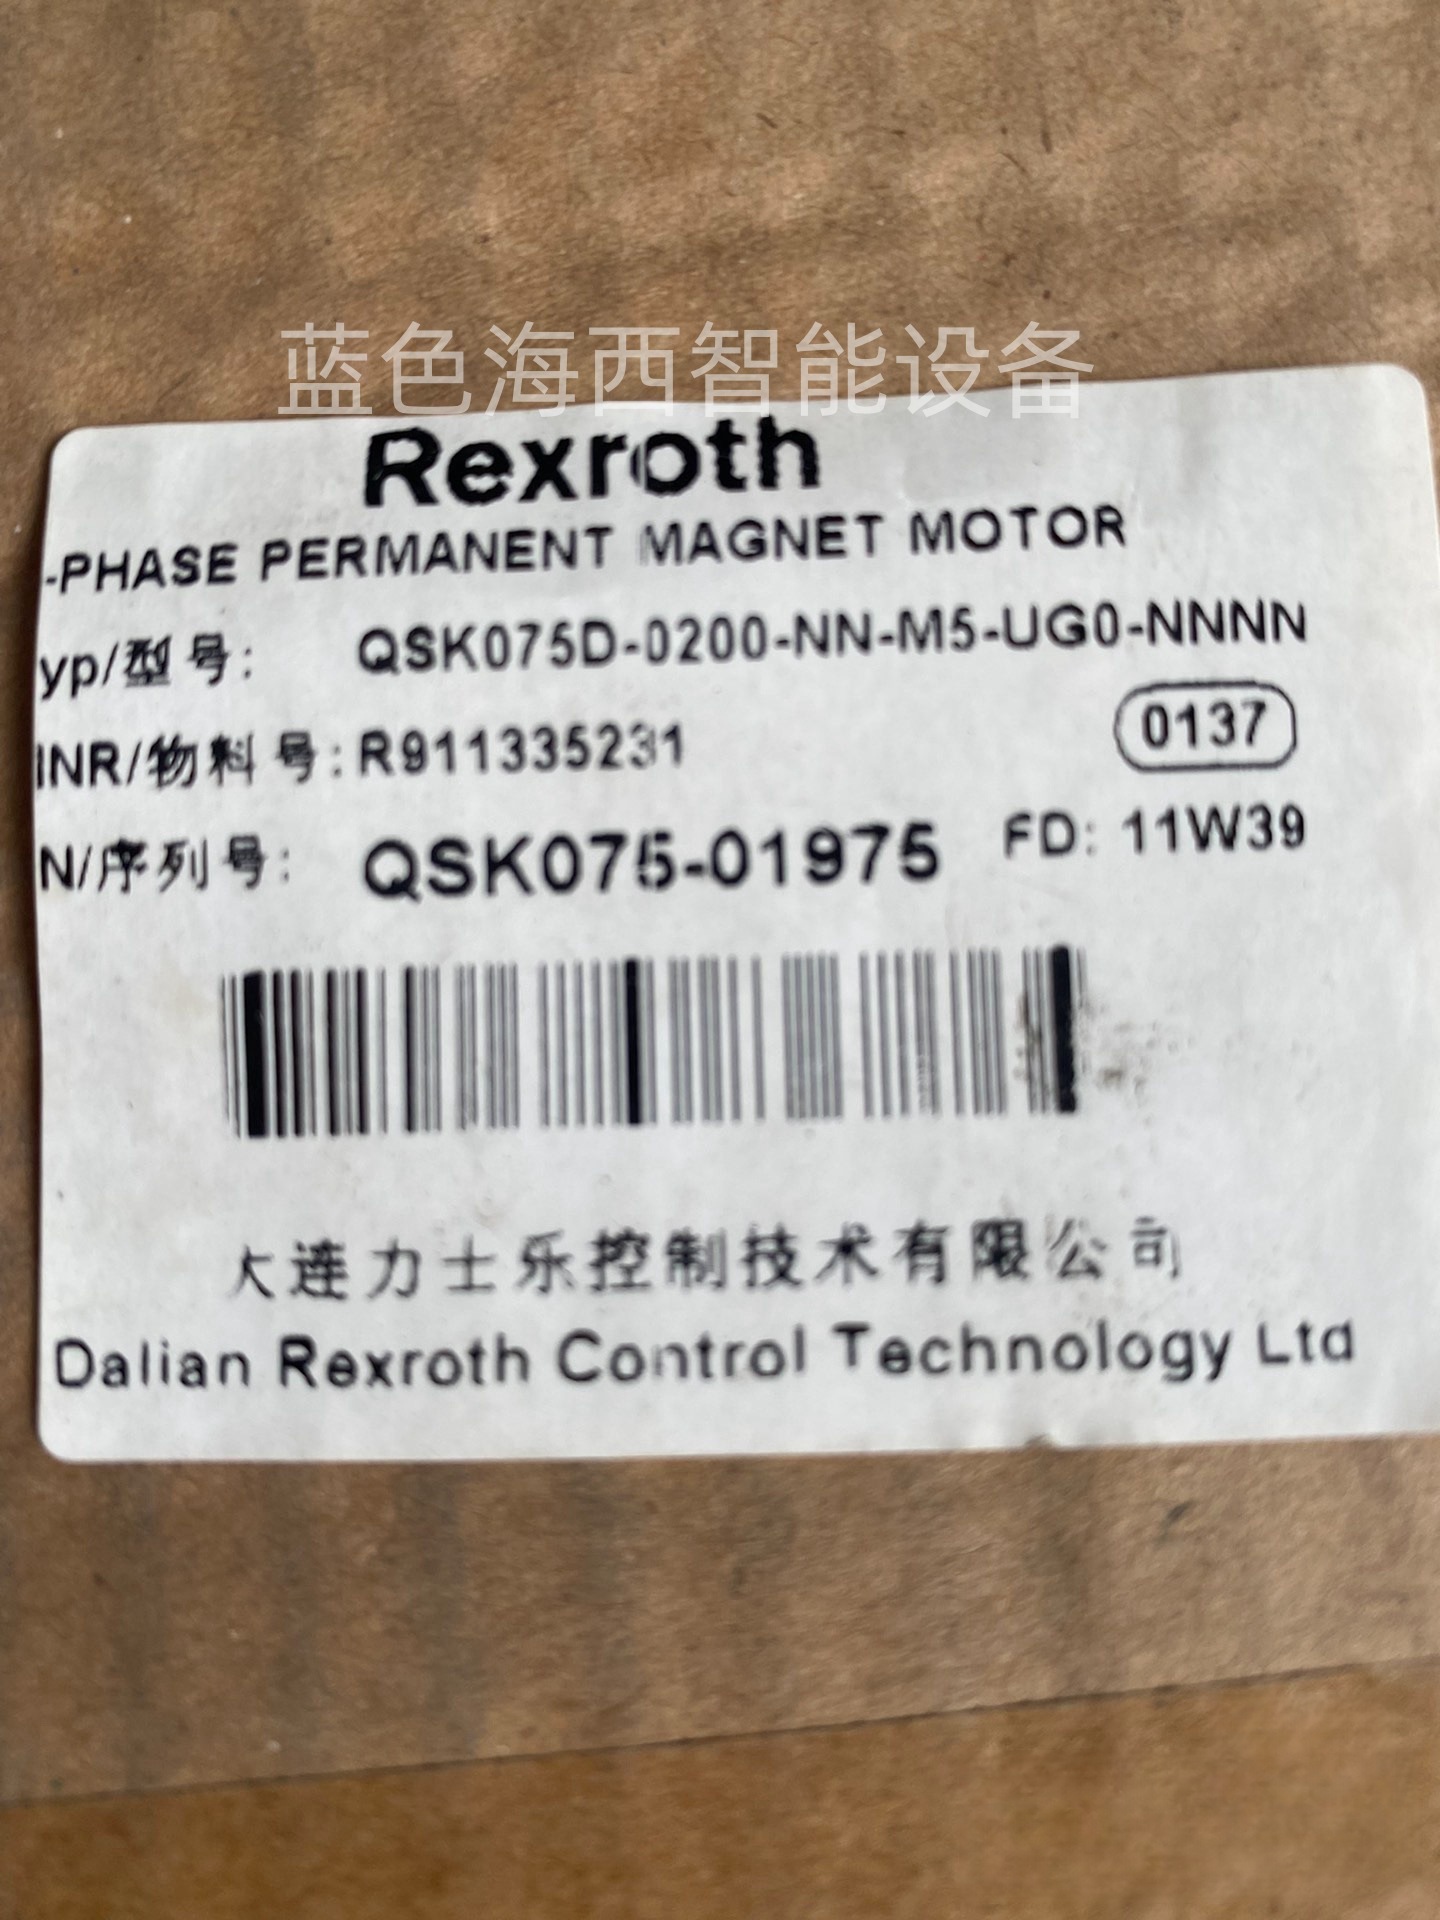 蓝色海西智能设备
Rexroth
-PHASE PERMANENT MAGNET MOTOR
yp/型号: QSK075D-0200-NN-M5-UG0-NNNN
INR/物料号: R911335231
0137
N/序列号: QSK075-01975 FD: 11W39
大连力士乐控制技术有限公司
Dalian Rexroth Control Technology Ltd